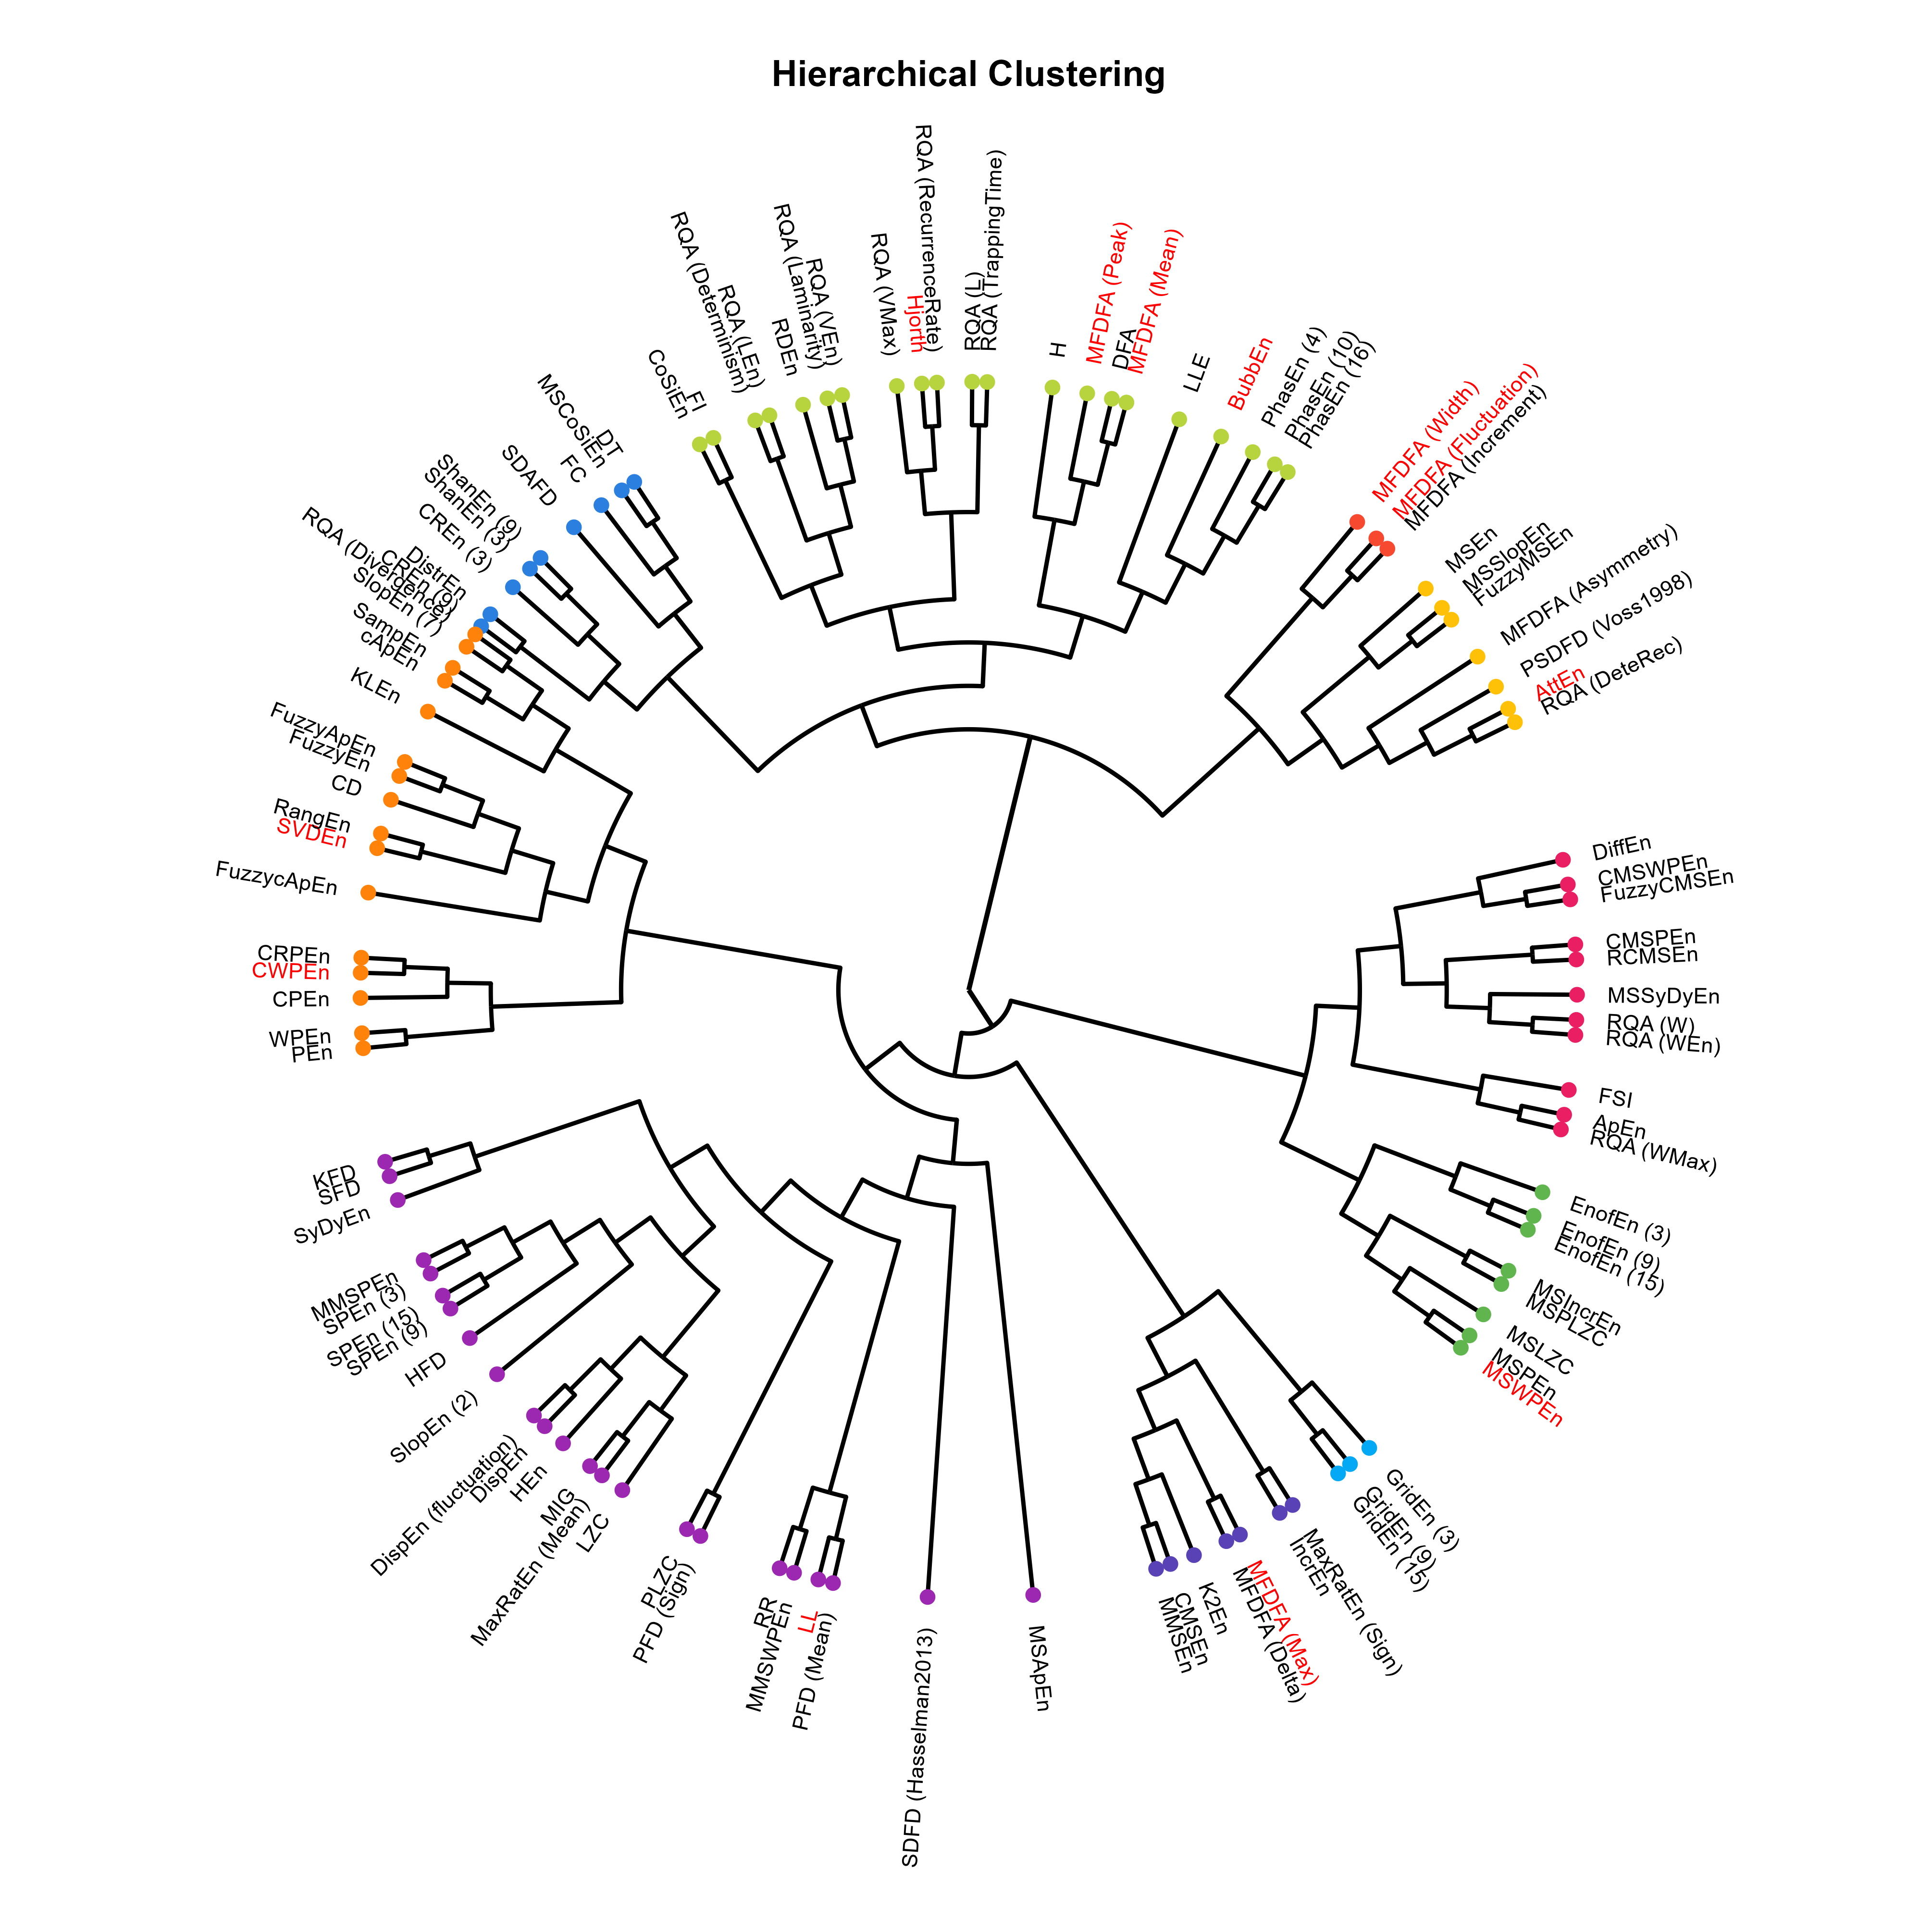 Hierarchical Clustering
CoSiEn
FI
RQA (Determinism)
RQA (LEn)
RDEn
RQA (Laminarity)
RQA (VEn)
RQA (VMax)
Hjorth
RQA (RecurrenceRate)
RQA (L)
RQA (TrappingTime)
H
MFDFA (Peak)
DFA
MFDFA (Mean)
LLE
BubbEn
PhasEn (4)
PhasEn (10)
PhasEn (16)
MFDFA (Width)
MFDFA (Fluctuation)
MFDFA (Increment)
MSEn
MSSlopEn
FuzzyMSEn
MFDFA (Asymmetry)
PSDFD (Voss1998)
AttEn
RQA (DeteRec)
DiffEn
CMSWPEn
FuzzyCMSEn
CMSPEn
RCMSEn
MSSyDyEn
RQA (W)
RQA (WEn)
FSI
ApEn
RQA (WMax)
EnofEn (3)
EnofEn (9)
EnofEn (15)
MSIncrEn
MSPLZC
MSLZC
MSPEn
MSWPEn
GridEn (3)
GridEn (9)
GridEn (15)
MaxRatEn (Sign)
IncrEn
MFDFA (Max)
MFDFA (Delta)
K2En
CMSEn
MMSEn
MSApEn
SDFD (Hasselman2013)
PFD (Mean)
LL
MMSWPEn
RR
PFD (Sign)
PLZC
LZC
MaxRatEn (Mean)
MIG
HEn
DispEn
DispEn (fluctuation)
SlopEn (2)
HFD
SPEn (9)
SPEn (15)
SPEn (3)
MMSPEn
SyDyEn
SFD
KFD
PEn
WPEn
CPEn
CWPEn
CRPEn
FuzzycApEn
SVDEn
RangEn
CD
FuzzyEn
FuzzyApEn
KLEn
cApEn
SampEn
SlopEn (7)
RQA (Divergence)
CREn (9)
DistrEn
CREn (3)
ShanEn (3)
ShanEn (9)
SDAFD
FC
MSCoSiEn
DT